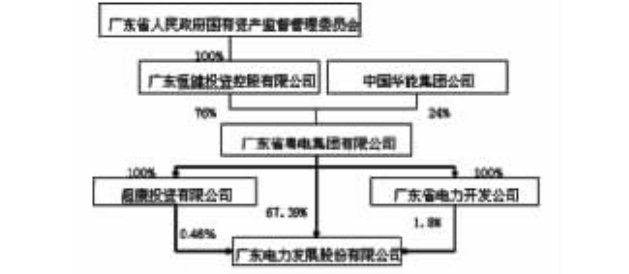 广东省人民政府国有资产监督管理委员会
100%
广东恒健投资控股有限公司
中国华能集团公司
76%
24%
广东省粤电集团有限公司
100%
100%
超康投资有限公司
广东省电力开发公司
67.39%
1.8%
0.46%
广东电力发展股份有限公司